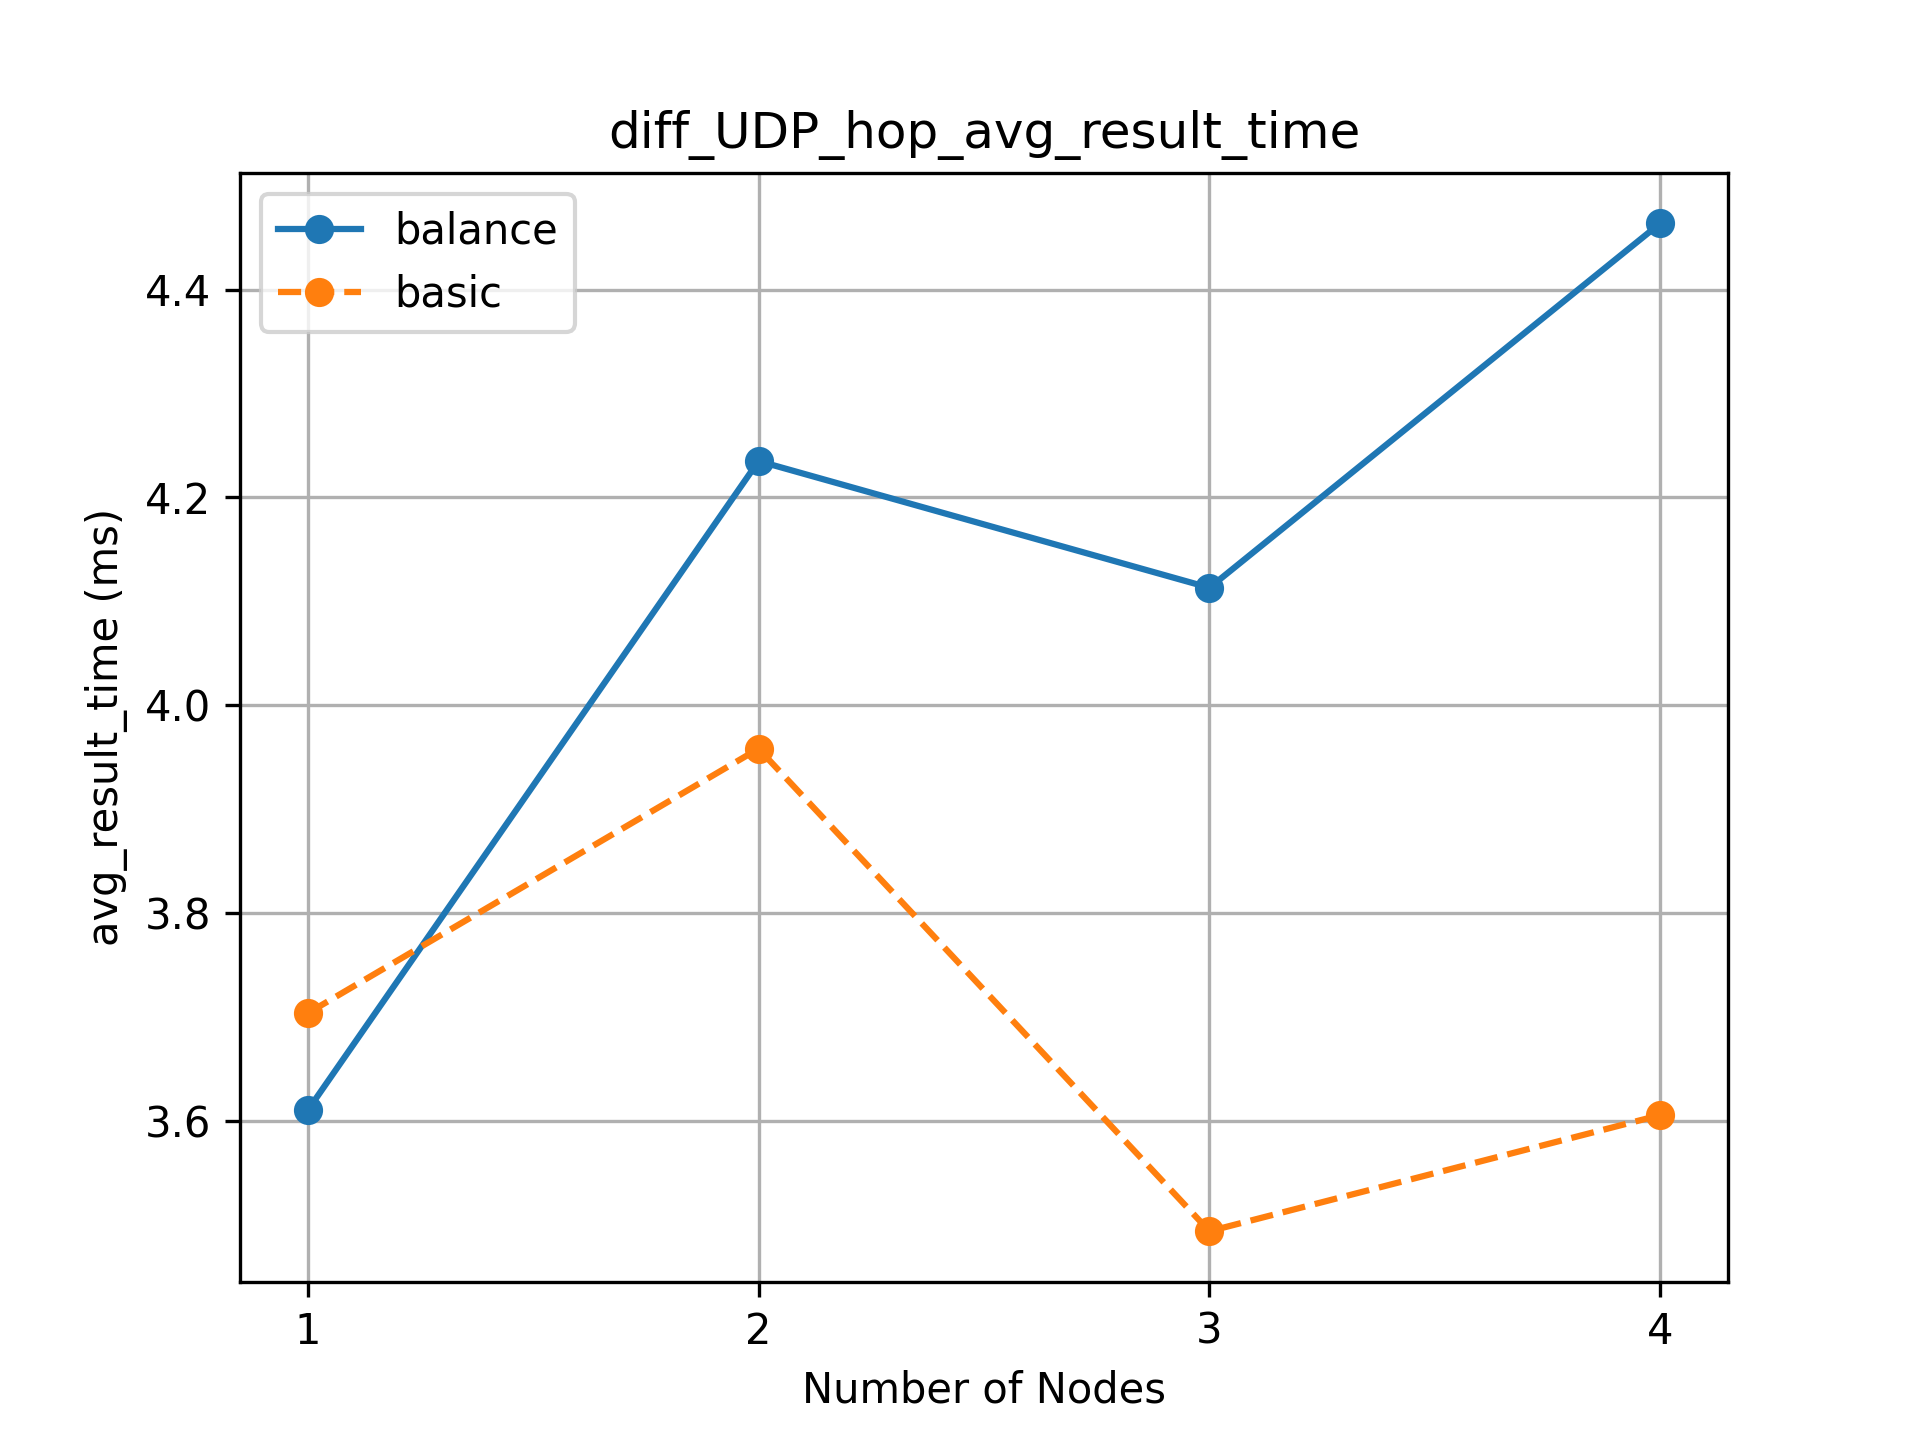 diff_UDP_hop_avg_result_time
balance
basic
4.4
4.2
4.0
3.8
3.6
avg_result_time (ms)
1 2 3 4
Number of Nodes